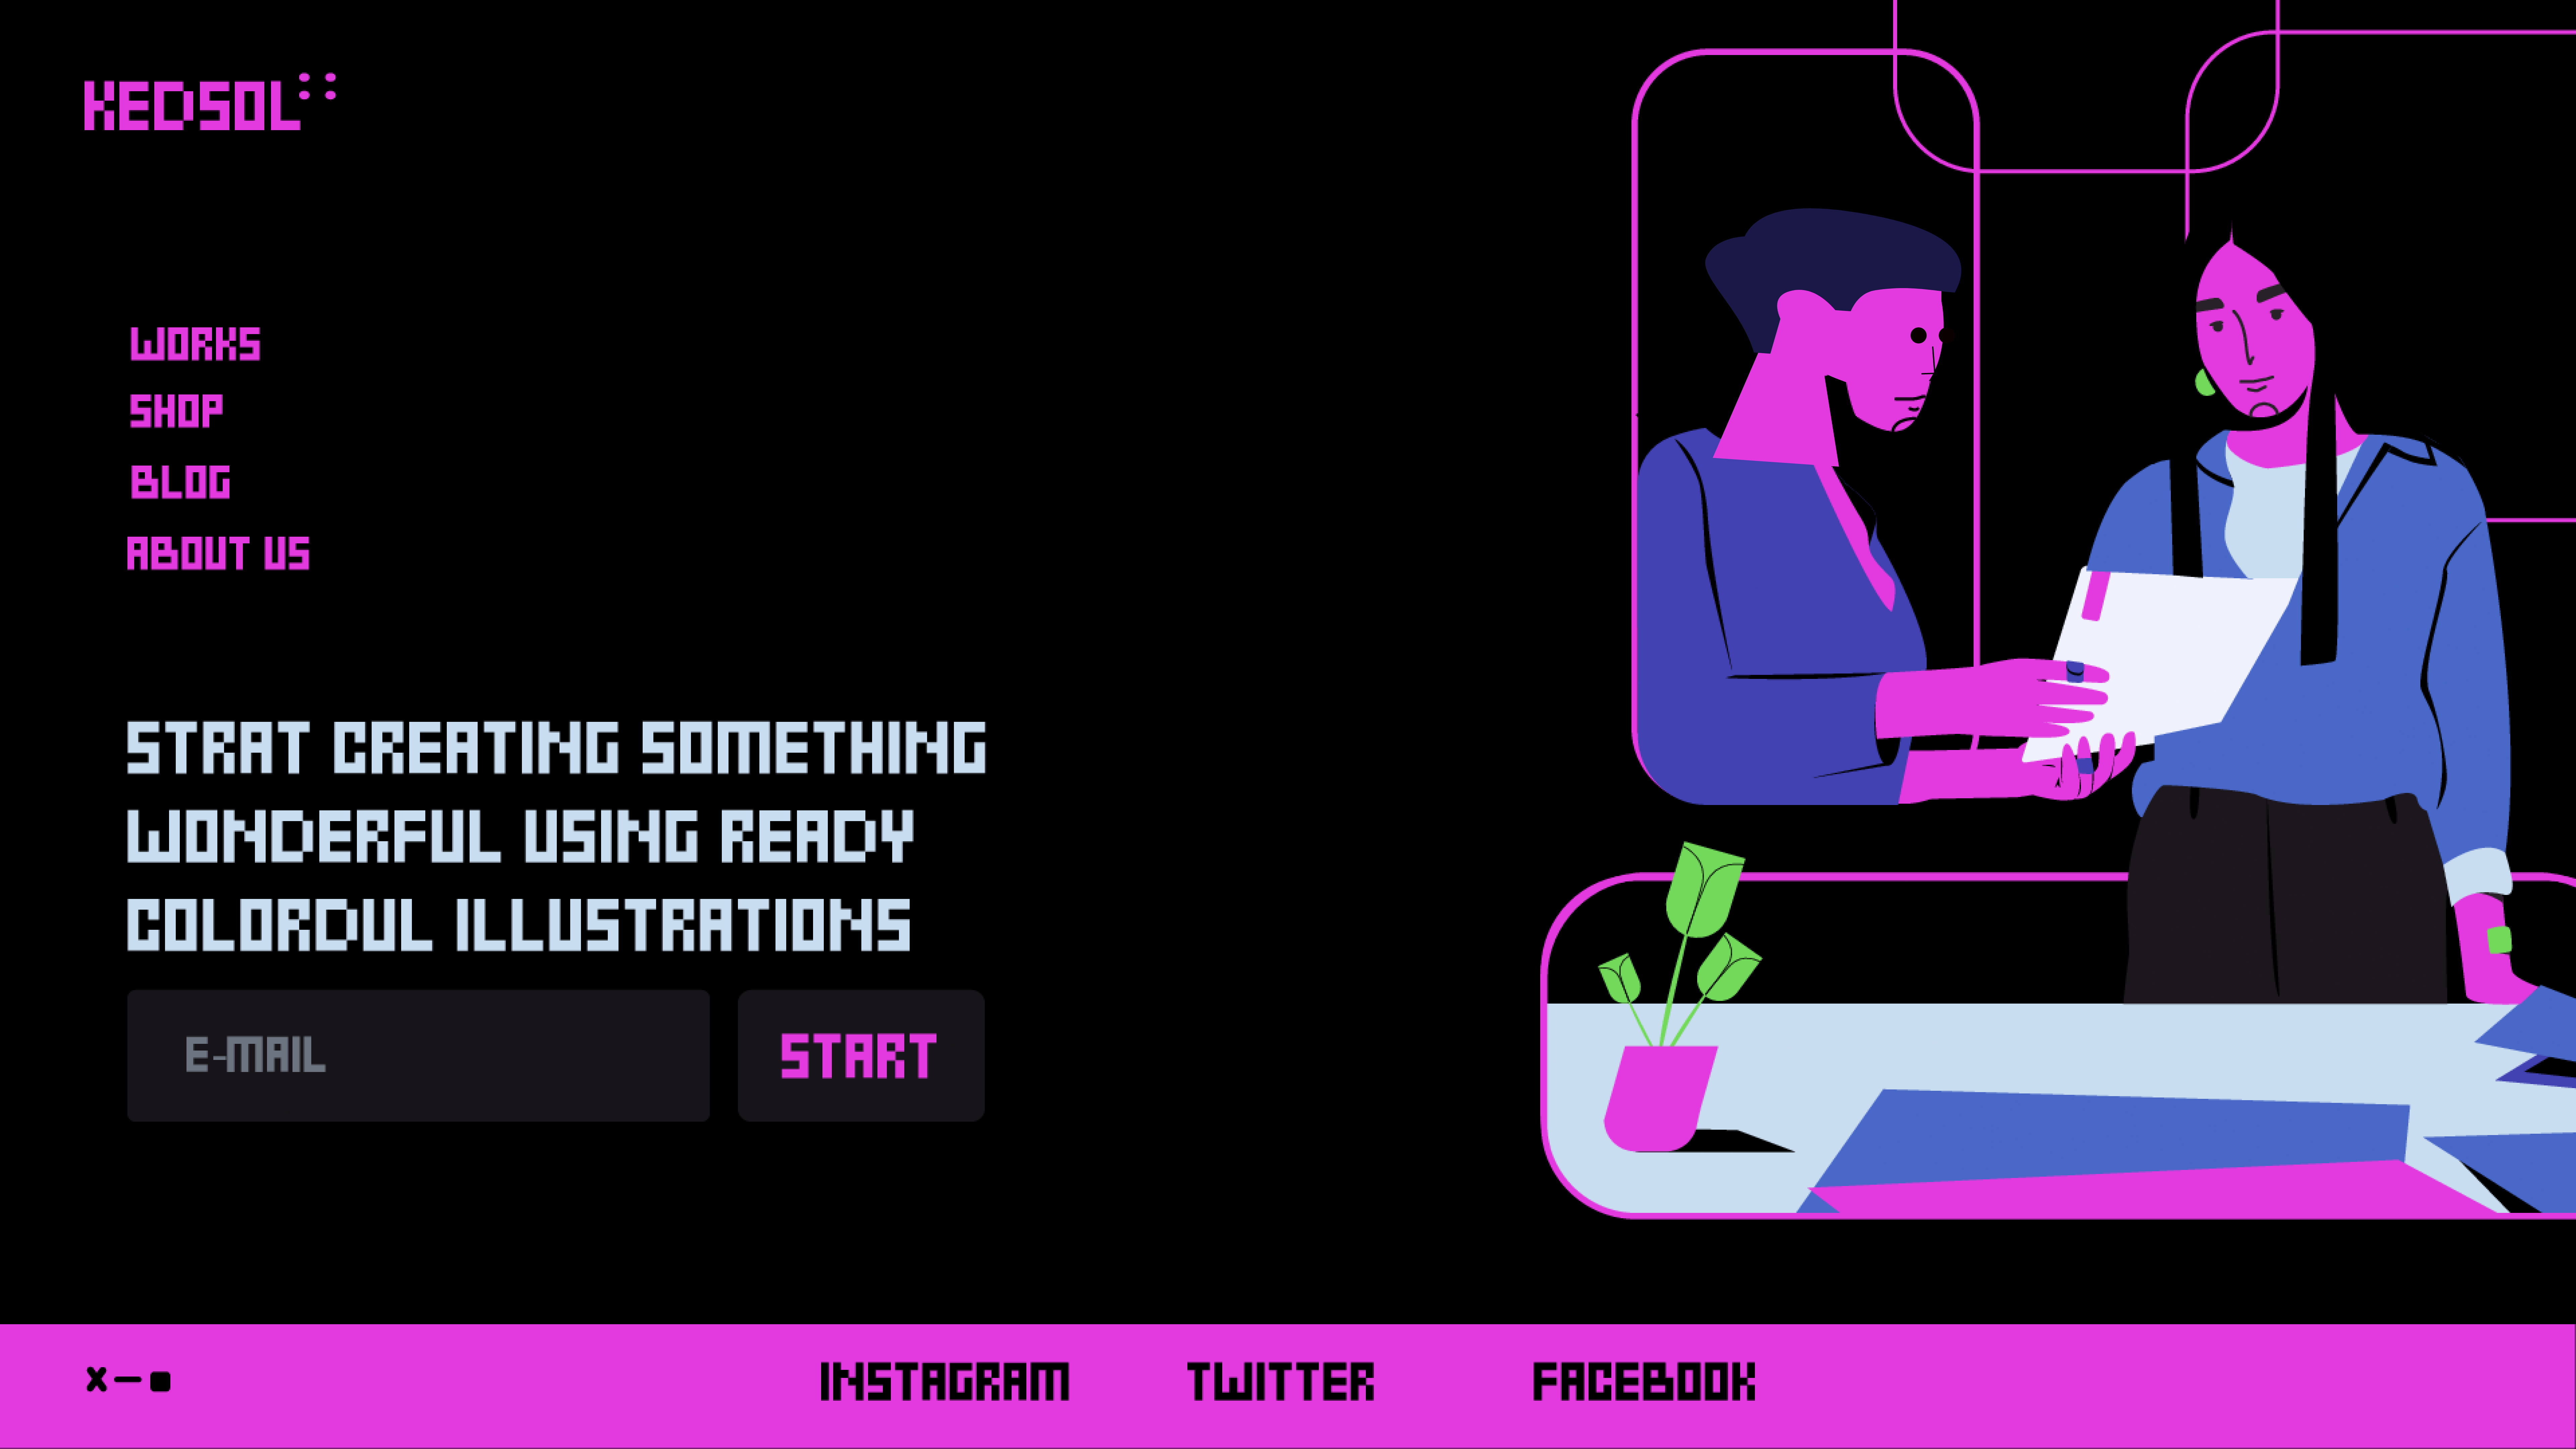 KEDSOL
WORKS
SHOP
BLOG
ABOUT US
STRAT CREATING SOMETHING
WONDERFUL USING READY
COLORDUL ILLUSTRATIONS
E-MAIL
START
INSTAGRAM
TWITTER
FACEBOOK